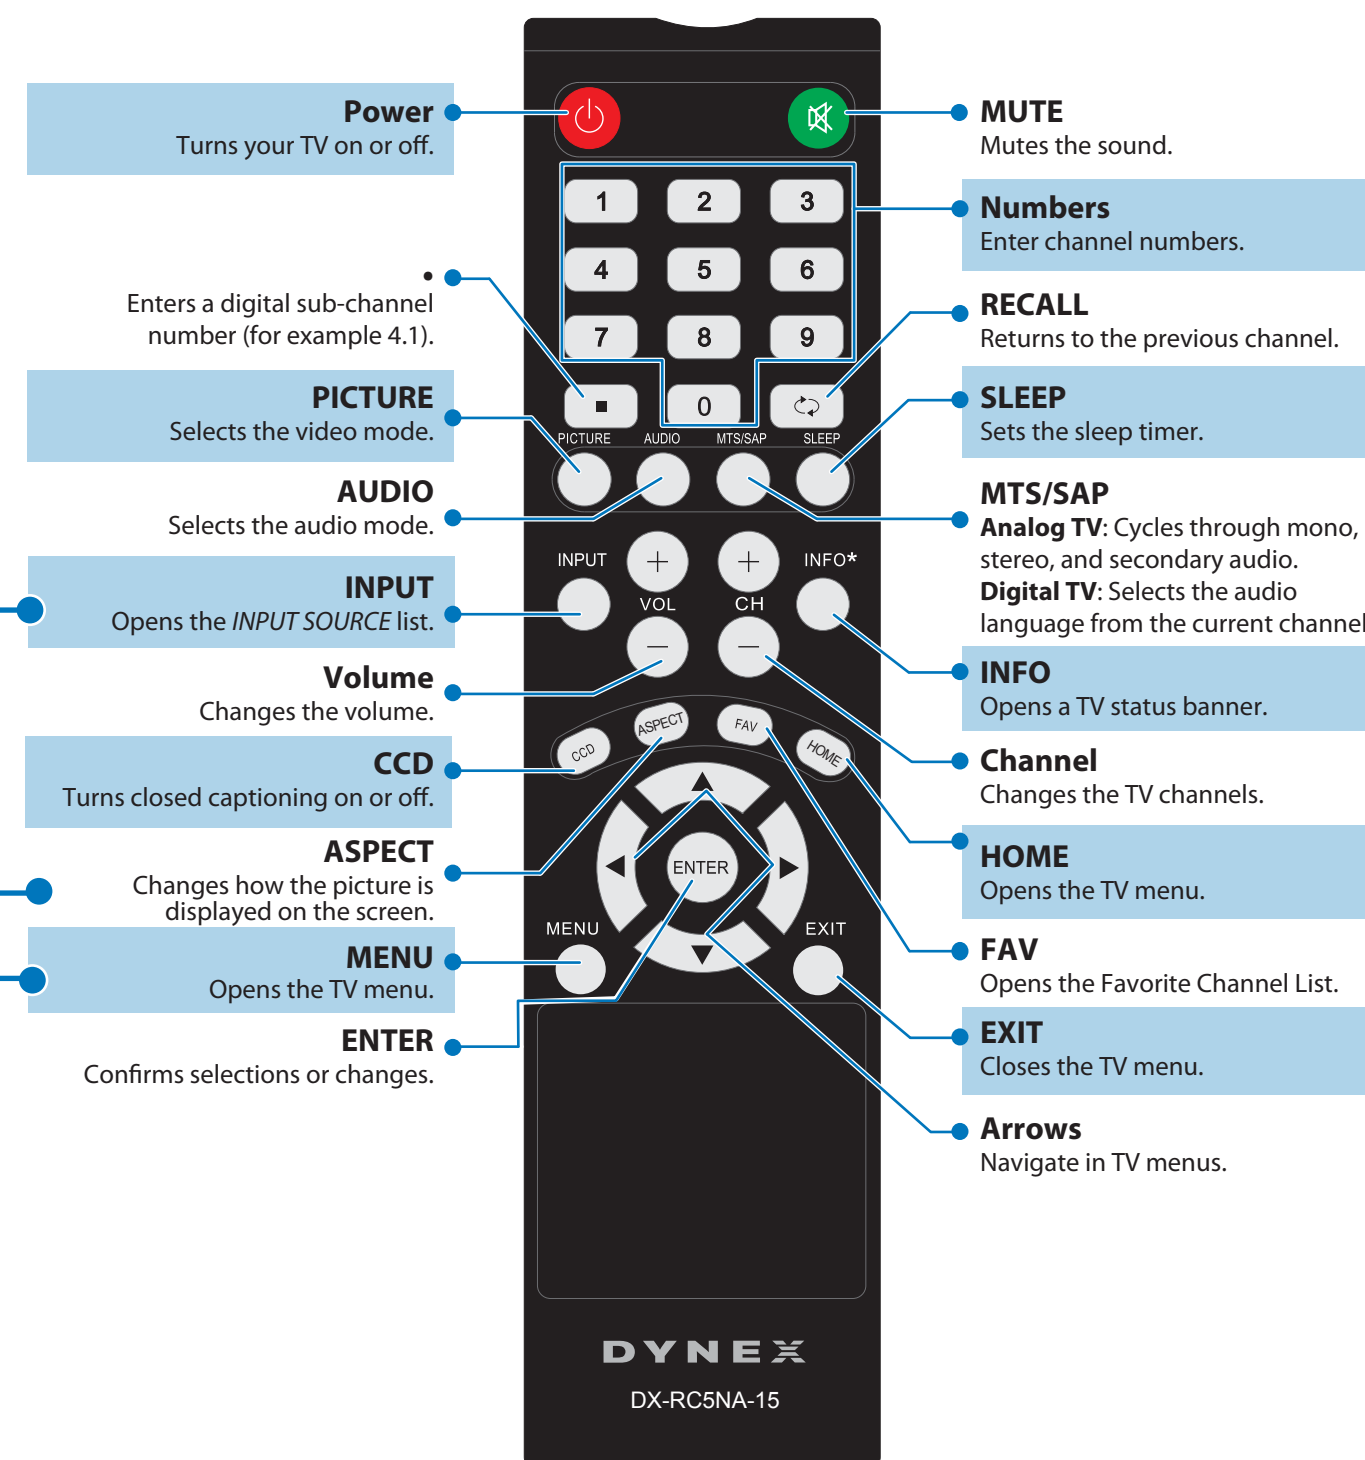 Power
Turns your TV on or off.
•
Enters a digital sub-channel
number (for example 4.1).
PICTURE
Selects the video mode.
AUDIO
Selects the audio mode.
INPUT
Opens the INPUT SOURCE list.
Volume
Changes the volume.
CCD
Turns closed captioning on or off.
ASPECT
Changes how the picture is
displayed on the screen.
MENU
Opens the TV menu.
ENTER
Confirms selections or changes.
1 2 3
4 5 6
7 8 9
0
PICTURE AUDIO MTS/SAP SLEEP
INPUT + + INFO*
VOL CH
− −
CCD ASPECT FAV HOME
ENTER
MENU EXIT
DYNEX
DX-RC5NA-15
MUTE
Mutes the sound.
Numbers
Enter channel numbers.
RECALL
Returns to the previous channel.
SLEEP
Sets the sleep timer.
MTS/SAP
Analog TV: Cycles through mono,
stereo, and secondary audio.
Digital TV: Selects the audio
language from the current channel
INFO
Opens a TV status banner.
Channel
Changes the TV channels.
HOME
Opens the TV menu.
FAV
Opens the Favorite Channel List.
EXIT
Closes the TV menu.
Arrows
Navigate in TV menus.